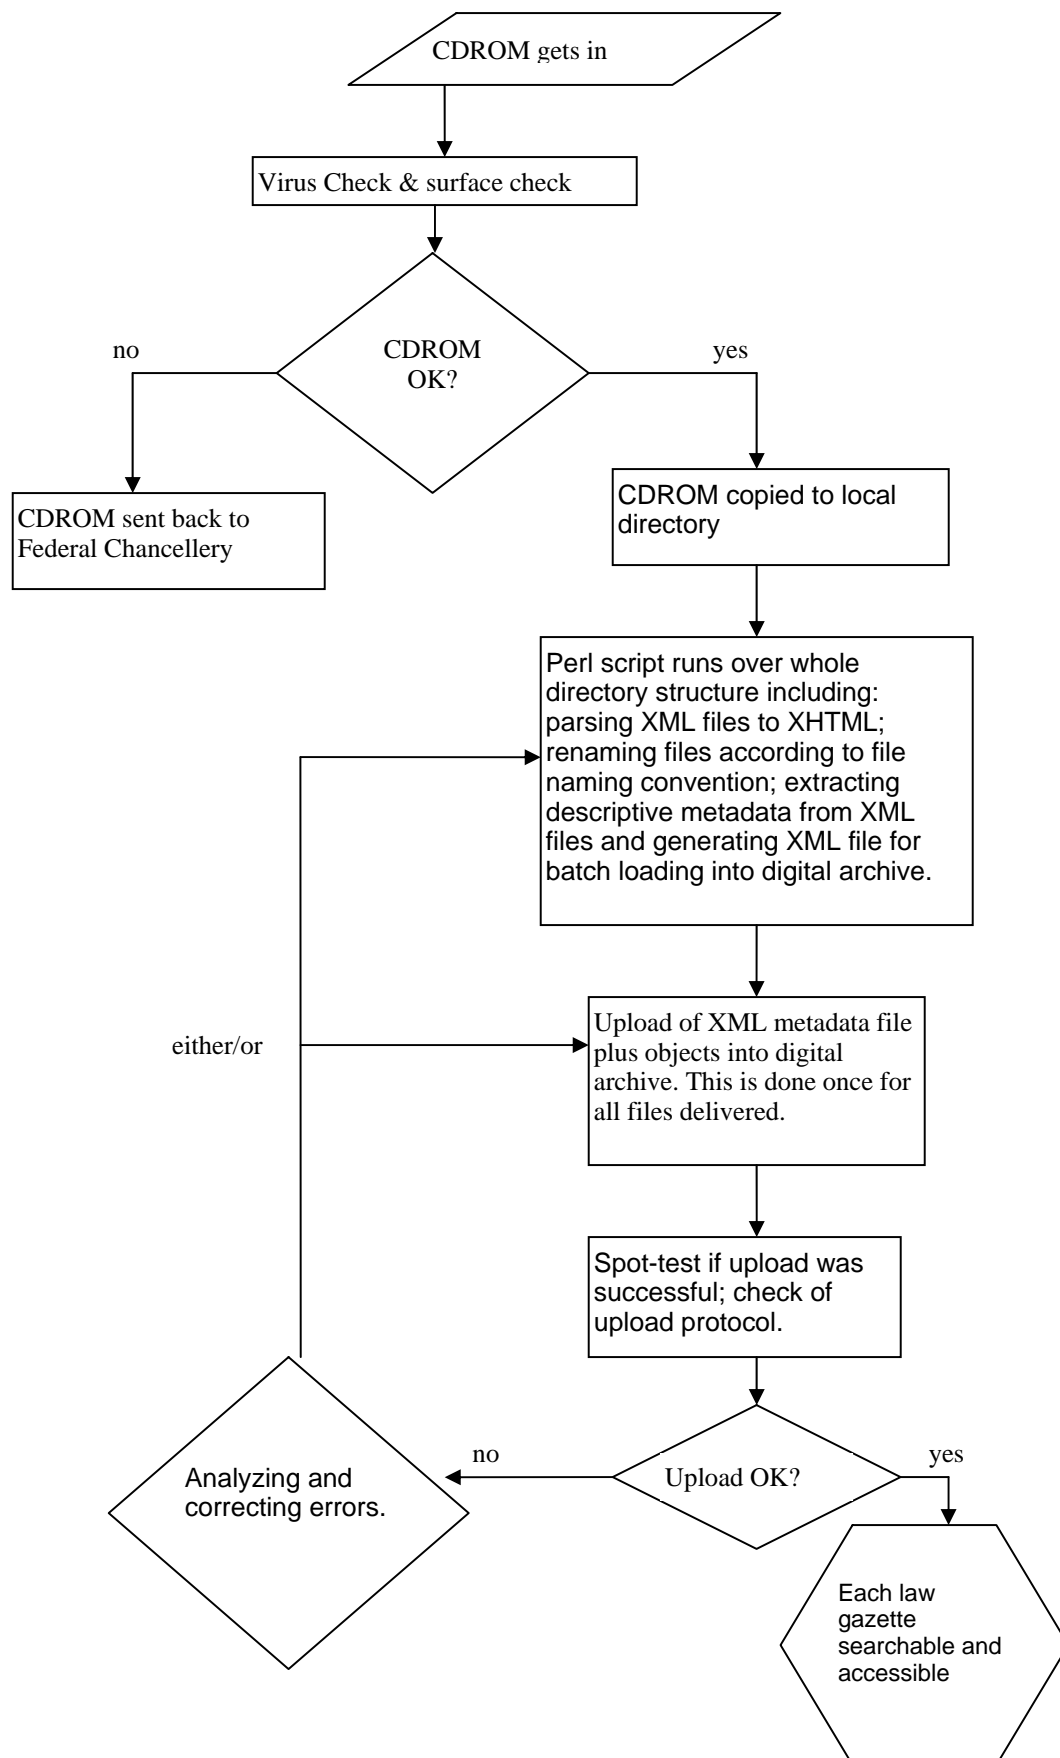 CDROM gets in
Virus Check & surface check
no
CDROM
OK?
yes
CDROM sent back to
Federal Chancellery
CDROM copied to local
directory
Perl script runs over whole
directory structure including:
parsing XML files to XHTML;
renaming files according to file
naming convention; extracting
descriptive metadata from XML
files and generating XML file for
batch loading into digital archive.
either/or
Upload of XML metadata file
plus objects into digital
archive. This is done once for
all files delivered.
Spot-test if upload was
successful; check of
upload protocol.
no
Upload OK?
yes
Analyzing and
correcting errors.
Each law
gazette
searchable and
accessible